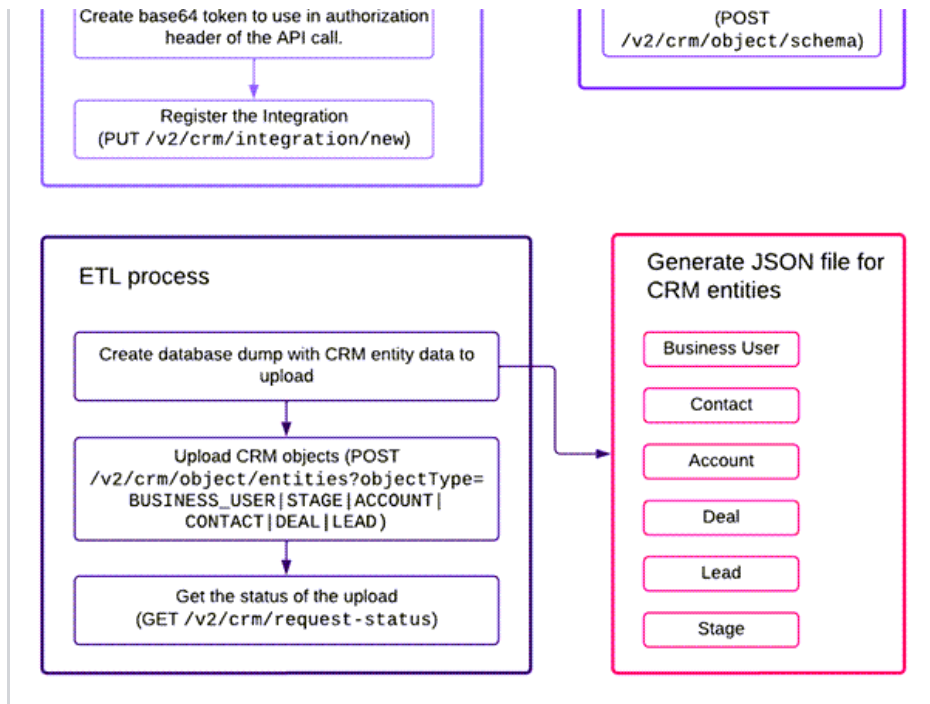 Create base64 token to use in authorization
header of the API call.
Register the Integration
(PUT /v2/crm/integration/new)
(POST
/v2/crm/object/schema)
ETL process
Create database dump with CRM entity data to
upload
Upload CRM objects (POST
/v2/crm/object/entities?objectType=
BUSINESS_USER|STAGE|ACCOUNT|
CONTACT|DEAL|LEAD)
Get the status of the upload
(GET /v2/crm/request-status)
Generate JSON file for
CRM entities
Business User
Contact
Account
Deal
Lead
Stage